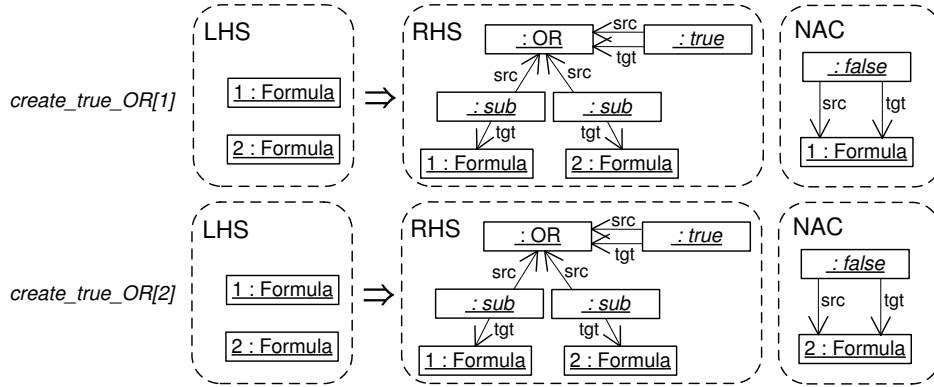 LHS
RHS
NAC
: OR
src
tgt
: true
: false
create_true_OR[1]
1 : Formula
⇒
src
src
src
tgt
: sub
: sub
2 : Formula
tgt
tgt
1 : Formula
2 : Formula
1 : Formula
LHS
RHS
NAC
: OR
src
tgt
: true
: false
create_true_OR[2]
1 : Formula
⇒
src
src
src
tgt
: sub
: sub
2 : Formula
tgt
tgt
1 : Formula
2 : Formula
2 : Formula